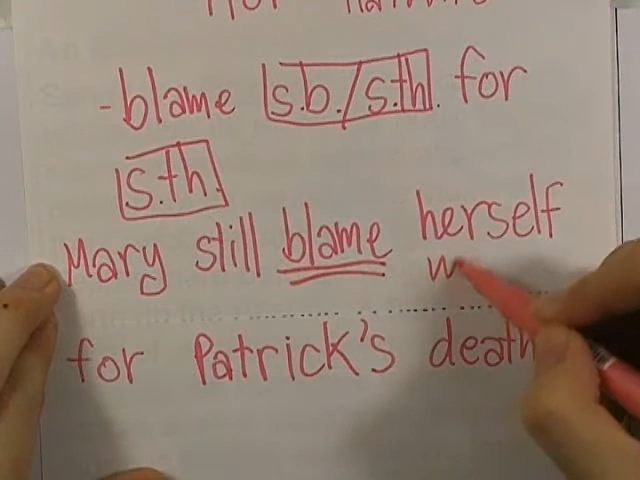 -blame s.b./s.th. for
s.th.
Mary still blame herself
for Patrick's death